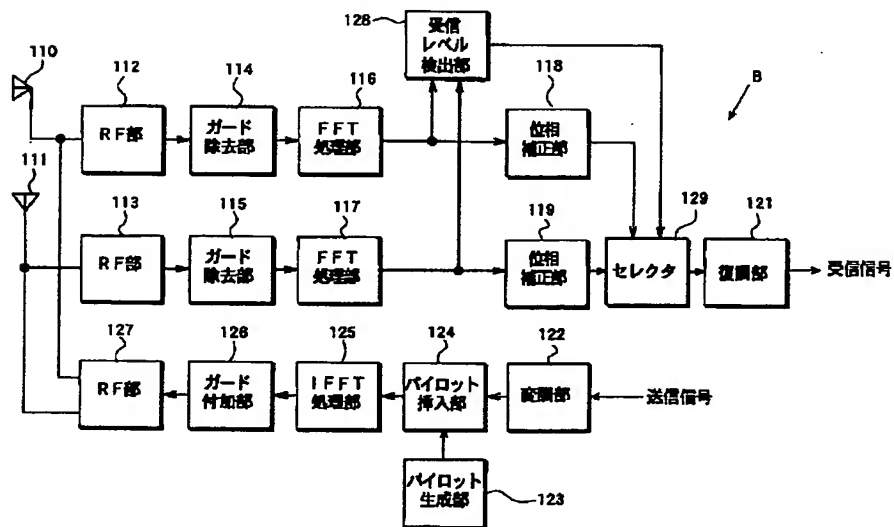 128
受信
レベル
検出部
110
112
114
116
118
B
RF部
ガード
除去部
FFT
処理部
位相
補正部
111
113
115
117
119
129
121
RF部
ガード
除去部
FFT
処理部
位相
補正部
セレクタ
復調部
受信信号
127
126
125
124
122
RF部
ガード
付加部
IFFT
処理部
パイロット
挿入部
変調部
送信信号
パイロット
生成部
123